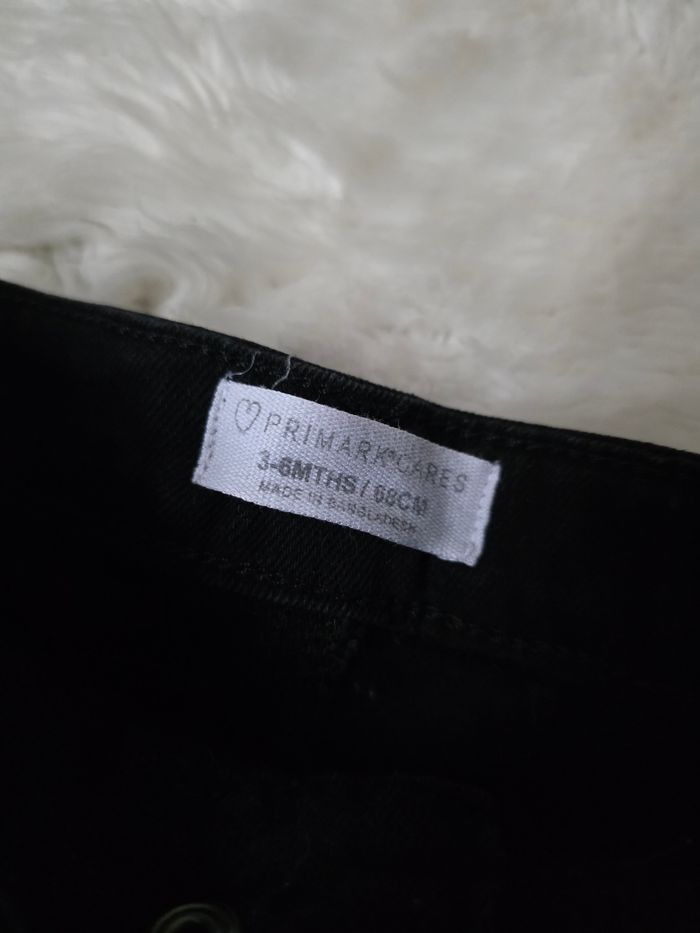 ♡ PRIMARK® CARES
3-6MTHS / 68CM
MADE IN BANGLADESH